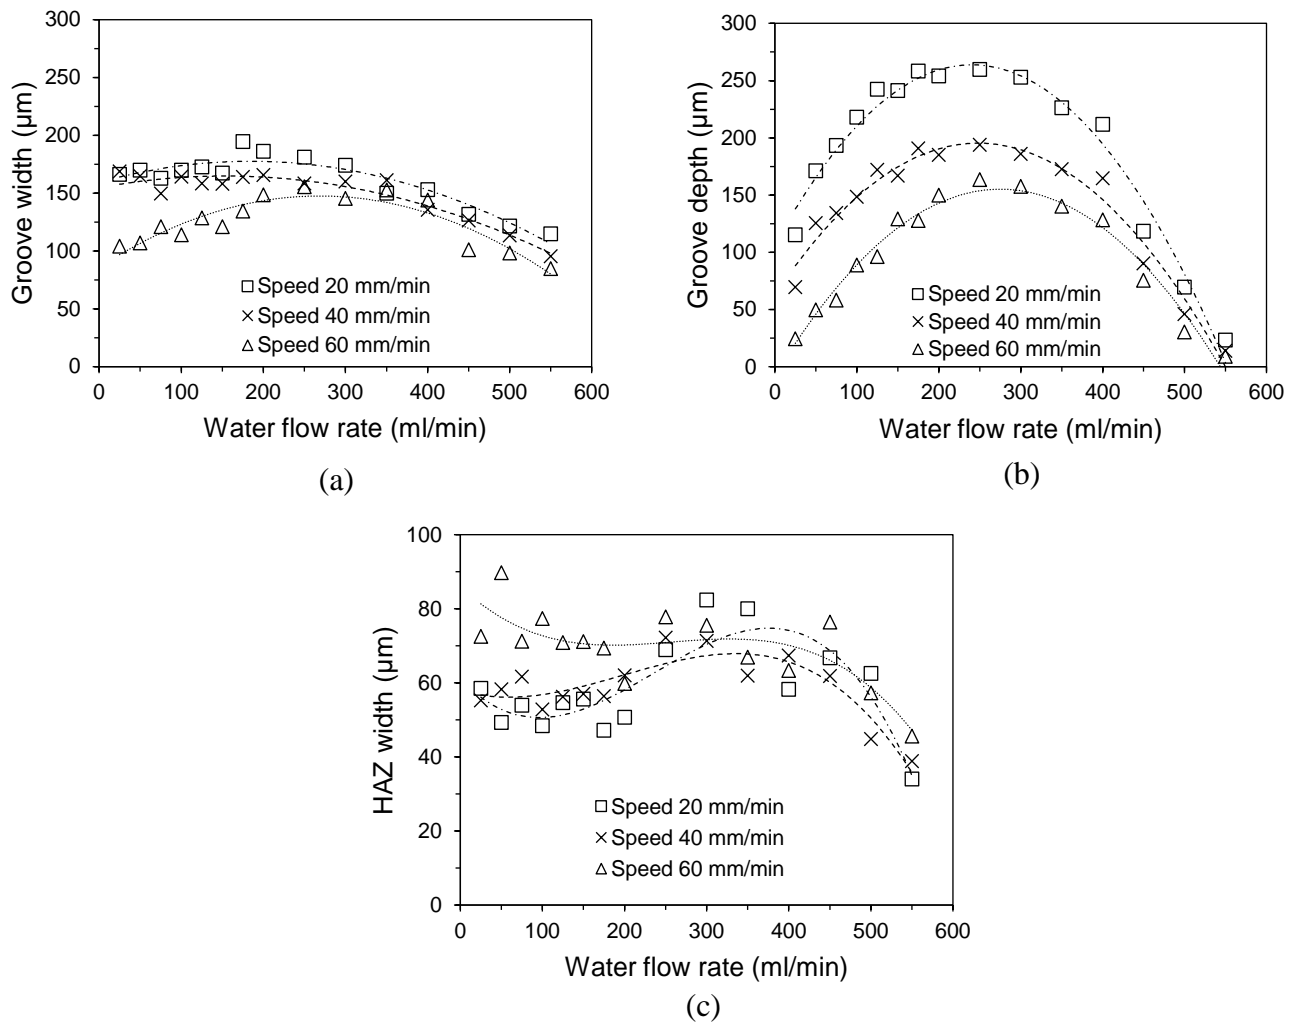 300
250
200
150
100
50
0
Groove width (µm)
Speed 20 mm/min
Speed 40 mm/min
Speed 60 mm/min
0 100 200 300 400 500 600
Water flow rate (ml/min)
(a)
300
250
200
150
100
50
0
Groove depth (µm)
Speed 20 mm/min
Speed 40 mm/min
Speed 60 mm/min
0 100 200 300 400 500 600
Water flow rate (ml/min)
(b)
100
80
60
40
20
0
HAZ width (µm)
Speed 20 mm/min
Speed 40 mm/min
Speed 60 mm/min
0 100 200 300 400 500 600
Water flow rate (ml/min)
(c)